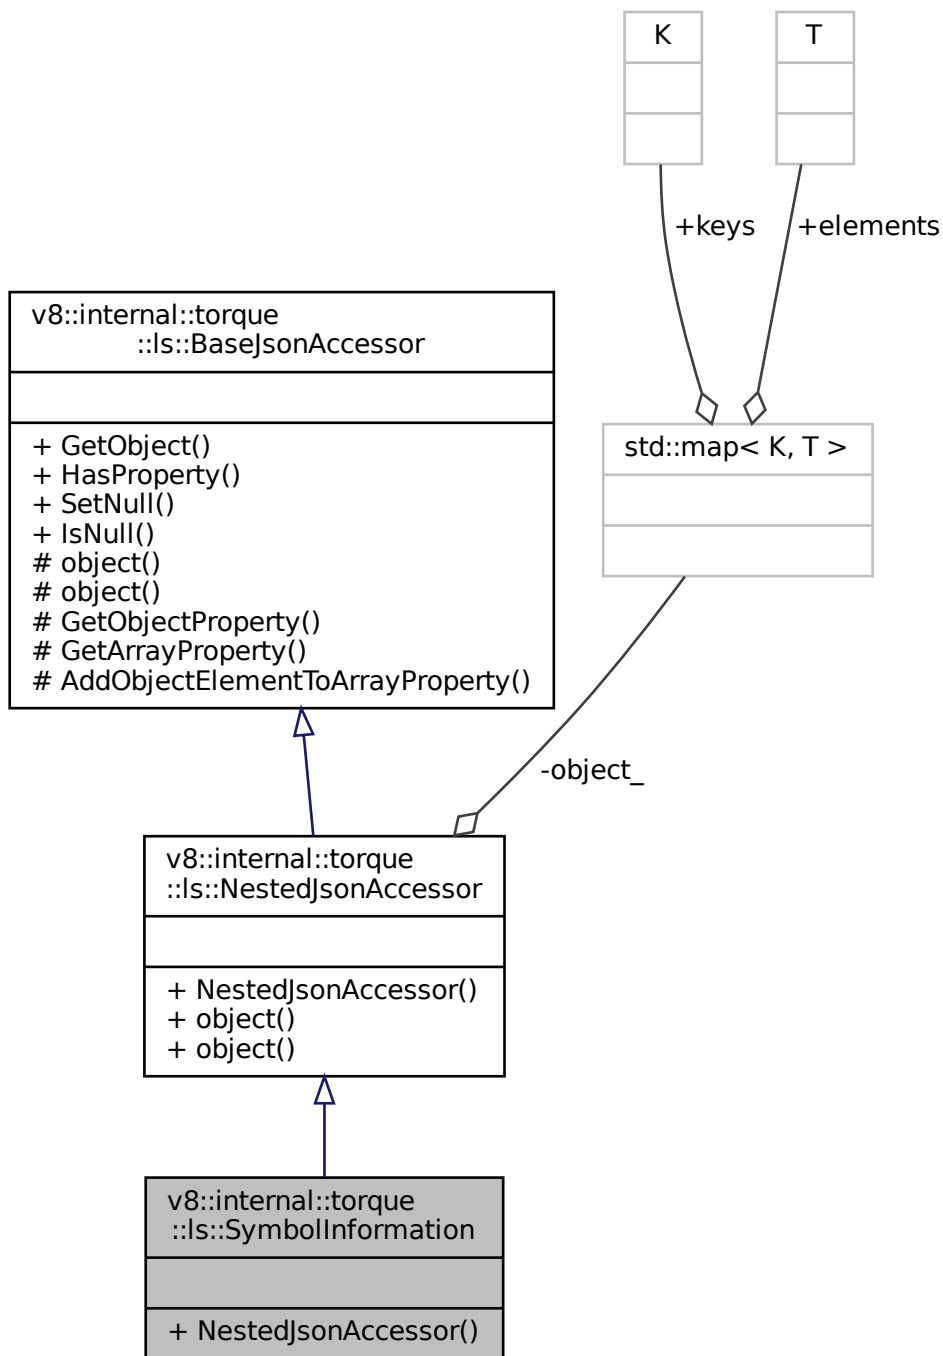 K
T
+keys
+elements
v8::internal::torque
::ls::BaseJsonAccessor
+ GetObject()
+ HasProperty()
+ SetNull()
+ IsNull()
# object()
# object()
# GetObjectProperty()
# GetArrayProperty()
# AddObjectElementToArrayProperty()
std::map< K, T >
-object_
v8::internal::torque
::ls::NestedJsonAccessor
+ NestedJsonAccessor()
+ object()
+ object()
v8::internal::torque
::ls::SymbolInformation
+ NestedJsonAccessor()